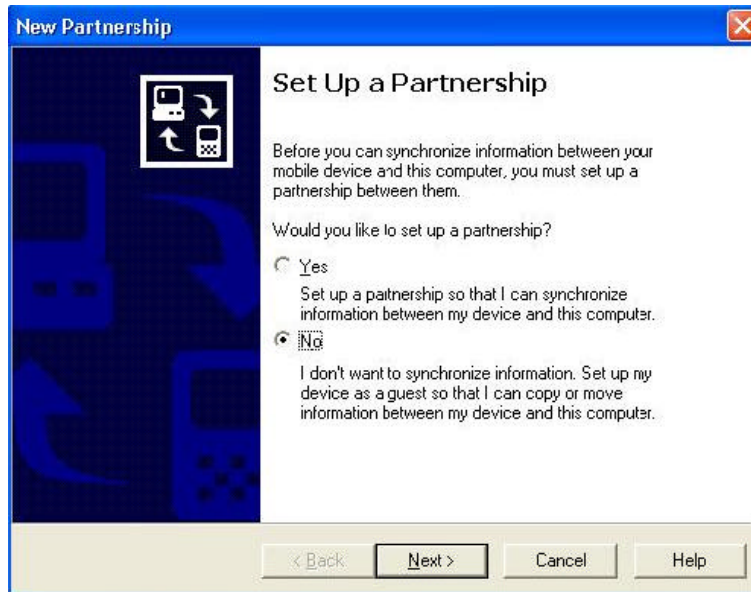 New Partnership
Set Up a Partnership
Before you can synchronize information between your
mobile device and this computer, you must set up a
partnership between them.
Would you like to set up a partnership?
Yes
Set up a partnership so that I can synchronize
information between my device and this computer.
No
I don't want to synchronize information. Set up my
device as a guest so that I can copy or move
information between my device and this computer.
< Back
Next >
Cancel
Help